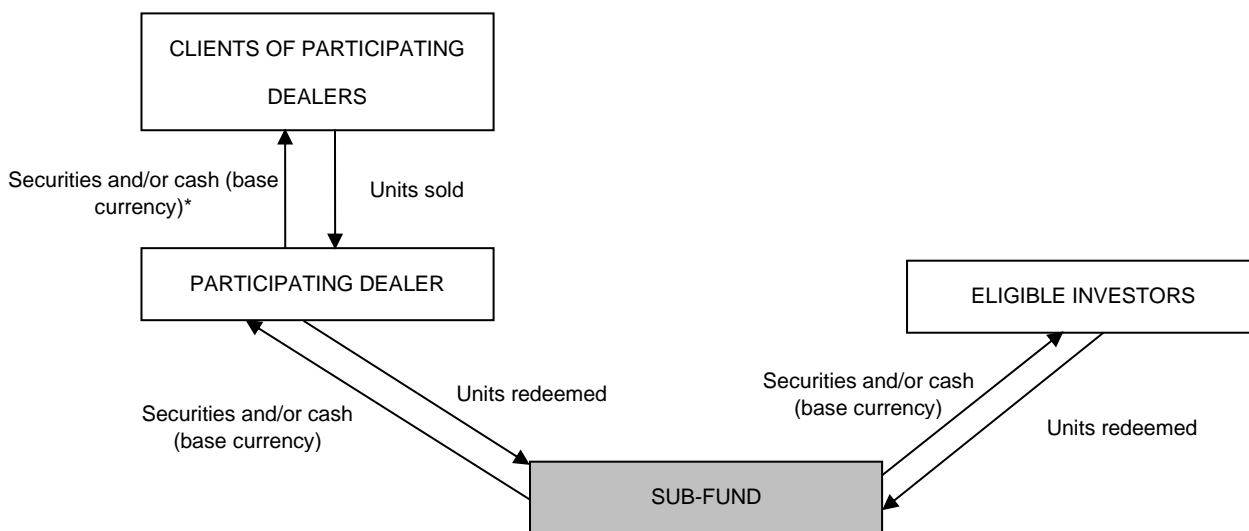 CLIENTS OF PARTICIPATING
DEALERS
Securities and/or cash (base
currency)*
Units sold
PARTICIPATING DEALER
ELIGIBLE INVESTORS
Units redeemed
Securities and/or cash
(base currency)
Securities and/or cash
(base currency)
Units redeemed
SUB-FUND